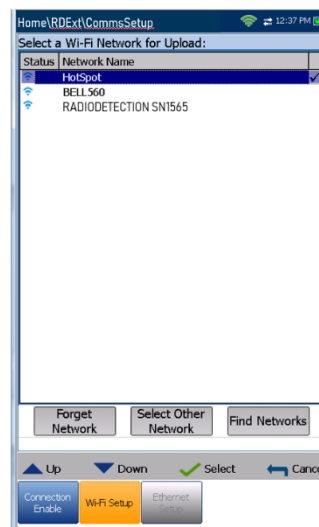 Home\RDExt\CommsSetup 12:37 PM
Select a Wi-Fi Network for Upload:
Status Network Name
HotSpot
BELL560
RADIODETECTION SN1565
Forget Network Select Other Network Find Networks
Up Down Select Cance
Connection Enable Wi-Fi Setup Ethernet Setup